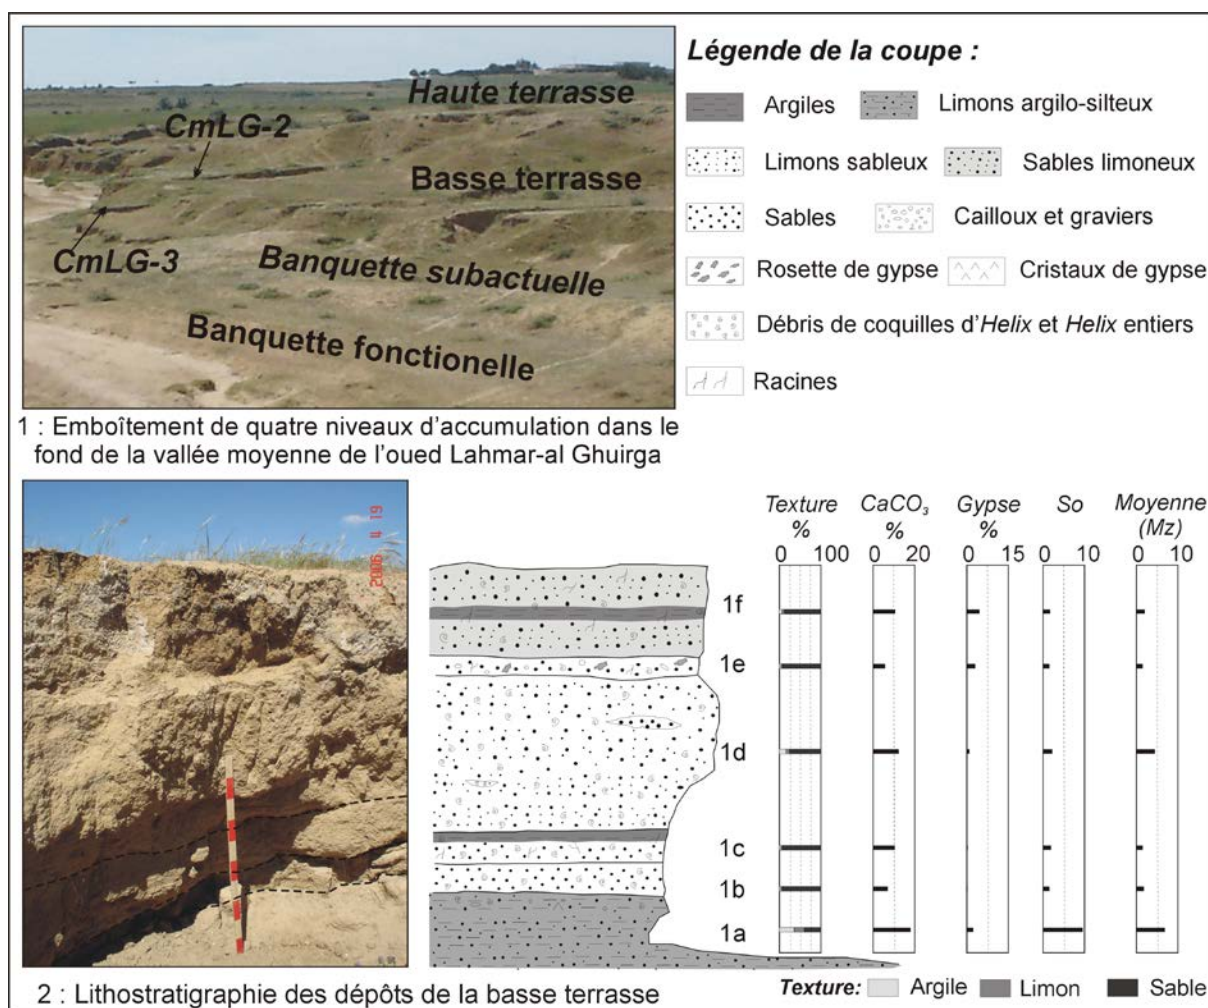 Haute terrasse
CmLG-2
Basse terrasse
CmLG-3
Banquette subactuelle
Banquette fonctionelle
1 : Emboîtement de quatre niveaux d'accumulation dans le
fond de la vallée moyenne de l'oued Lahmar-al Ghuirga
Légende de la coupe :
Argiles
Limons argilo-silteux
Limons sableux
Sables limoneux
Sables
Cailloux et graviers
Rosette de gypse
Cristaux de gypse
Débris de coquilles d'Helix et Helix entiers
Racines
2006 11 19
Texture CaCO₃ Gypse So Moyenne
% % % (Mz)
0 100 0 20 0 15 0 10 0 10
1f
1e
1d
1c
1b
1a
2 : Lithostratigraphie des dépôts de la basse terrasse
Texture: Argile Limon Sable